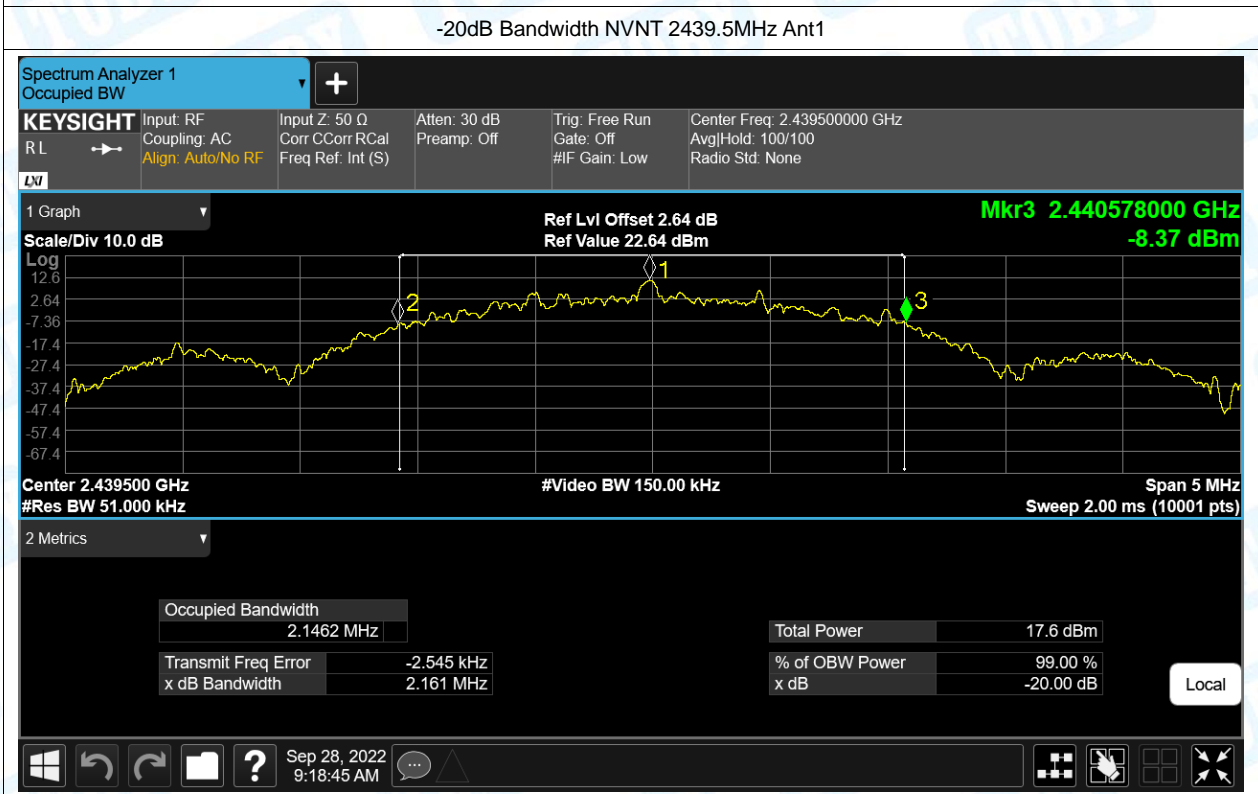 -20dB Bandwidth NVNT 2439.5MHz Ant1
Spectrum Analyzer 1
Occupied BW
+
KEYSIGHT
R L
LXI
Input: RF
Coupling: AC
Align: Auto/No RF
Input Z: 50 Ω
Corr CCorr RCal
Freq Ref: Int (S)
Atten: 30 dB
Preamp: Off
Trig: Free Run
Gate: Off
#IF Gain: Low
Center Freq: 2.439500000 GHz
Avg|Hold: 100/100
Radio Std: None
1 Graph
Scale/Div 10.0 dB
Ref Lvl Offset 2.64 dB
Ref Value 22.64 dBm
Mkr3 2.440578000 GHz
-8.37 dBm
Log
12.6
2.64
-7.36
-17.4
-27.4
-37.4
-47.4
-57.4
-67.4
1
2
3
Center 2.439500 GHz
#Res BW 51.000 kHz
#Video BW 150.00 kHz
Span 5 MHz
Sweep 2.00 ms (10001 pts)
2 Metrics
Occupied Bandwidth
2.1462 MHz
Transmit Freq Error -2.545 kHz
x dB Bandwidth 2.161 MHz
Total Power 17.6 dBm
% of OBW Power 99.00 %
x dB -20.00 dB
Local
?
Sep 28, 2022
9:18:45 AM
TOBY
TOBY